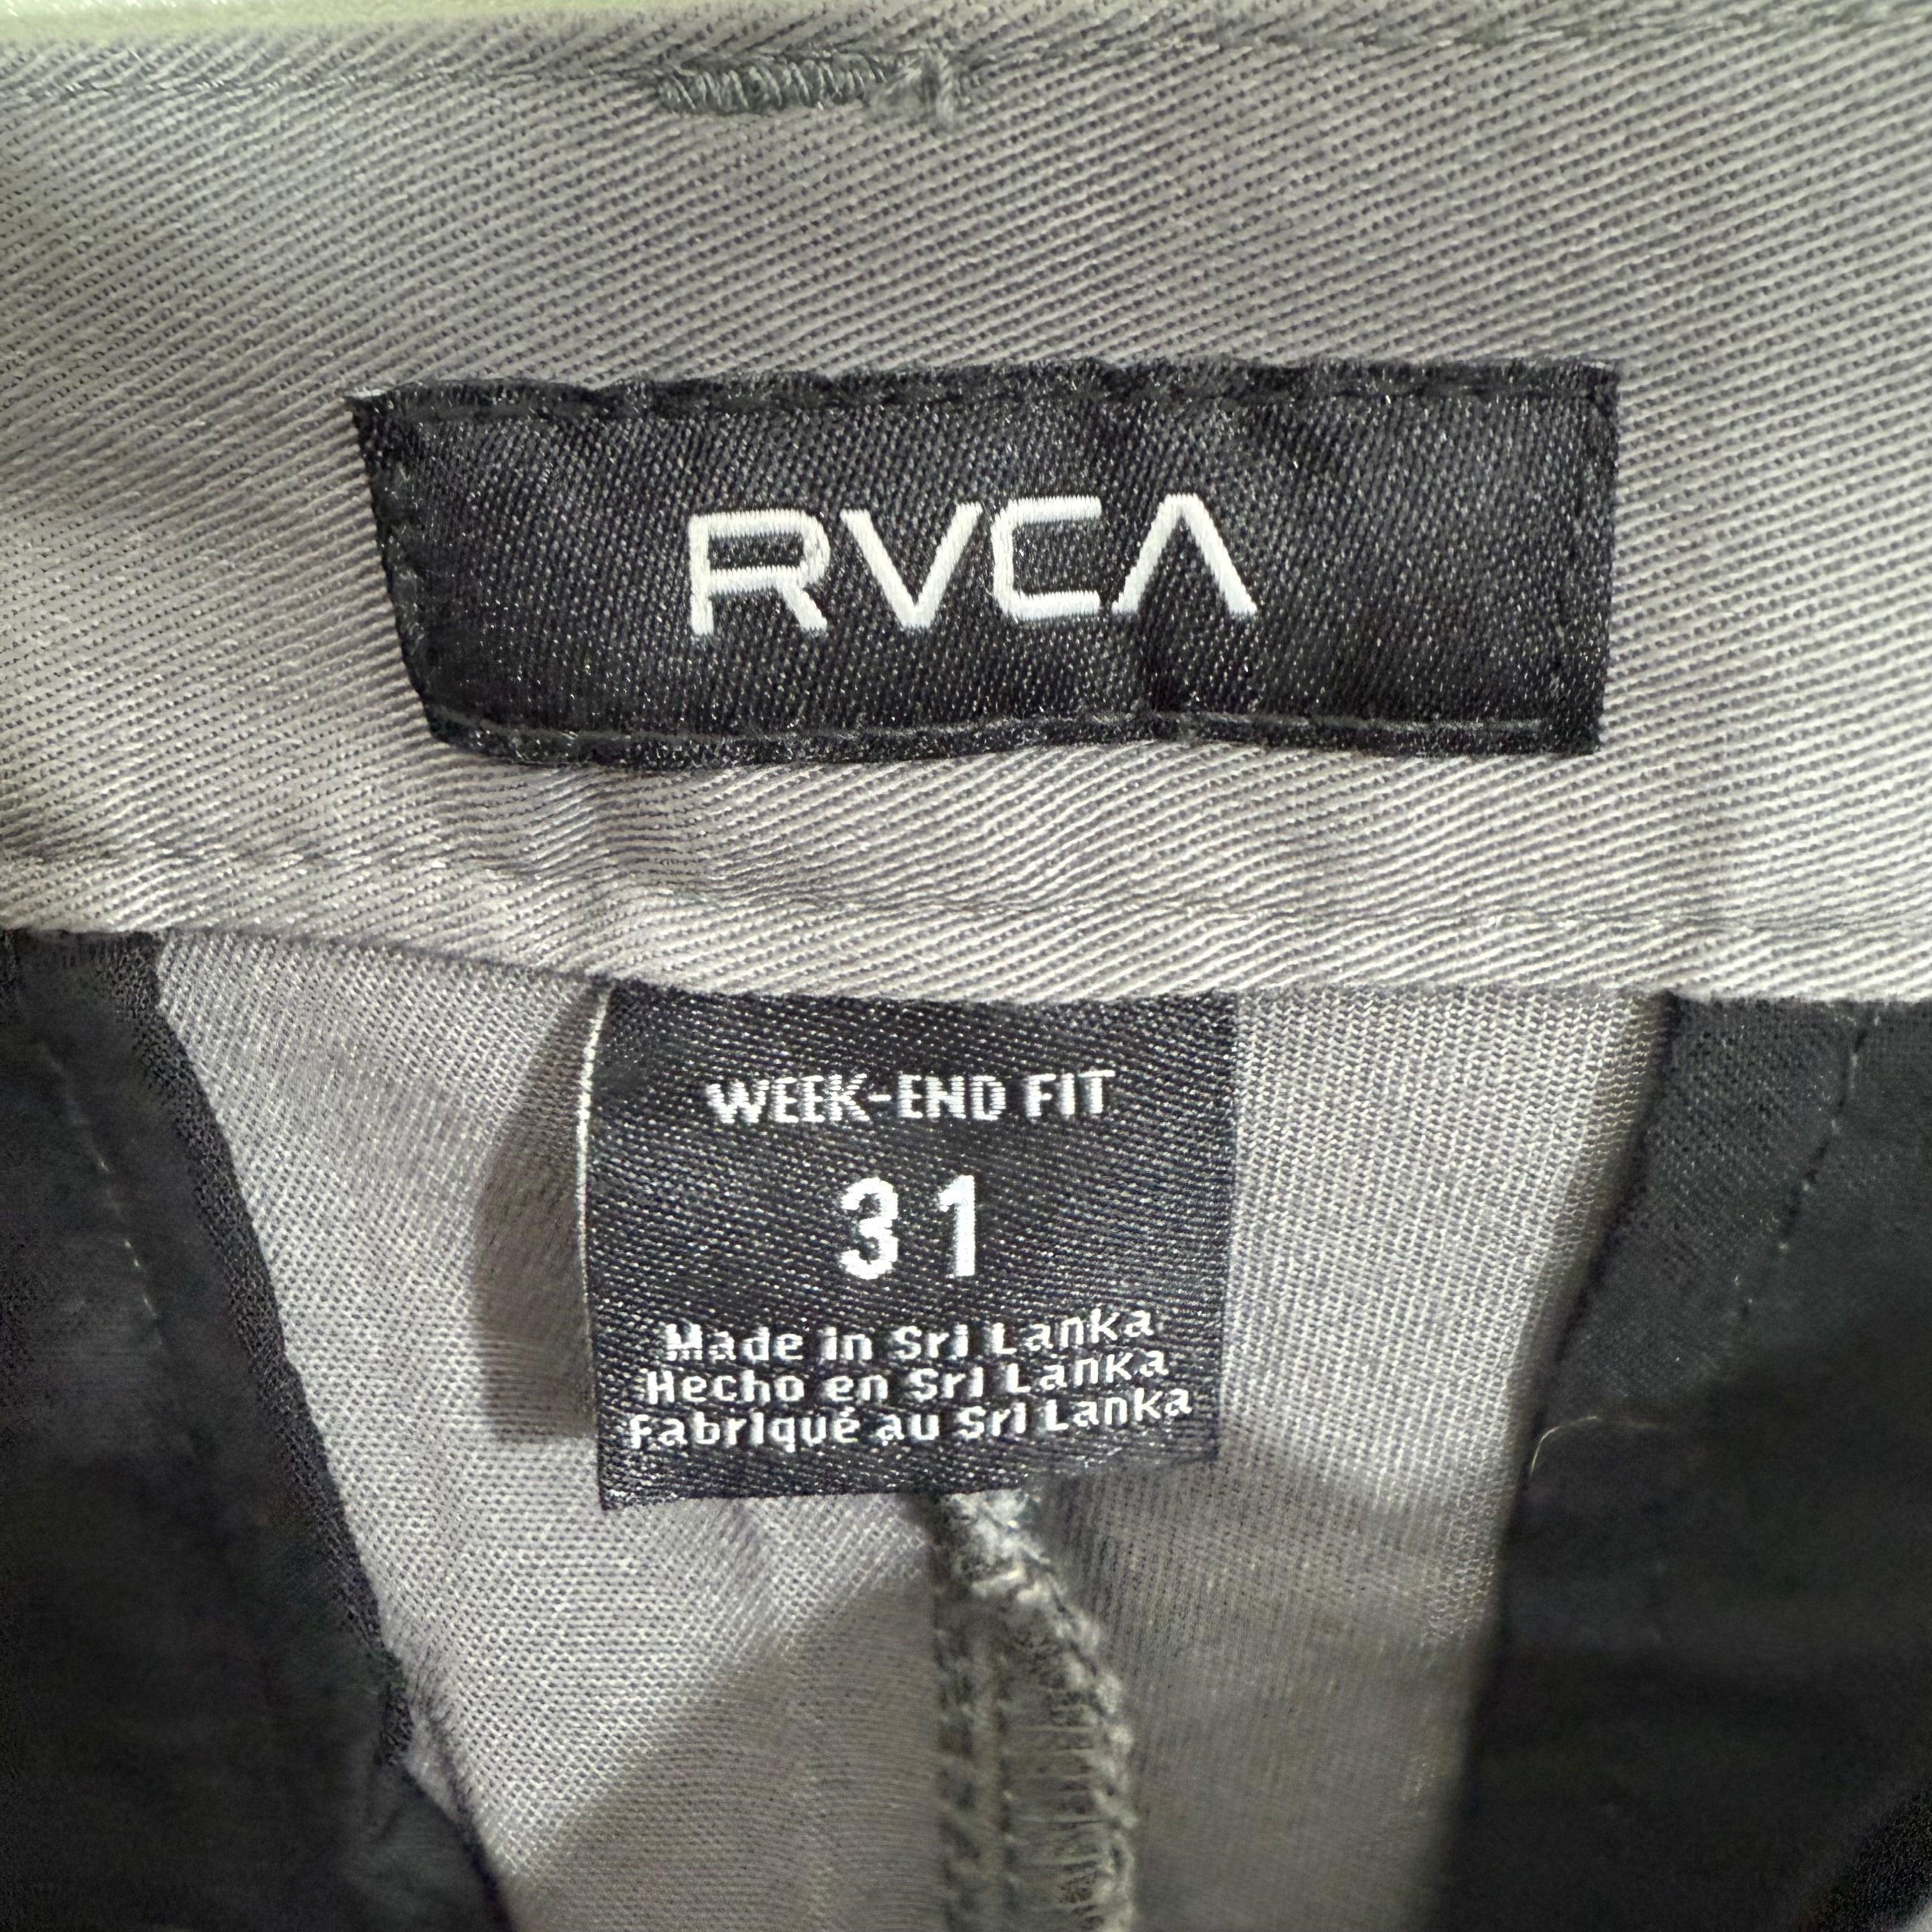 RVCA
WEEK-END FIT
31
Made in Sri Lanka
Hecho en Sri Lanka
Fabriqué au Sri Lanka